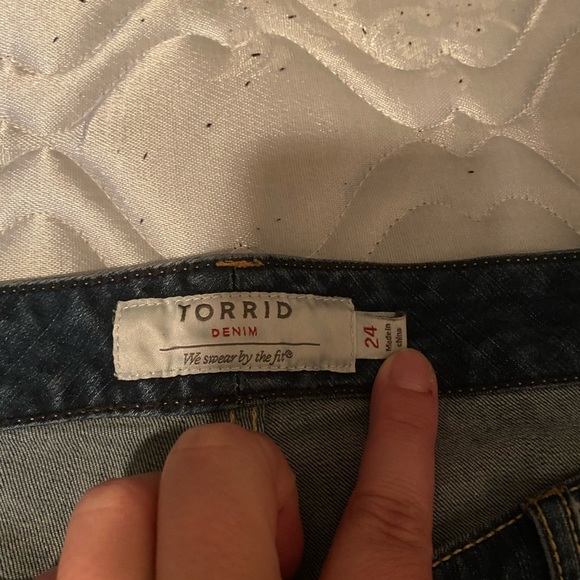 TORRID
DENIM
We swear by the fit®
24
Made in
china